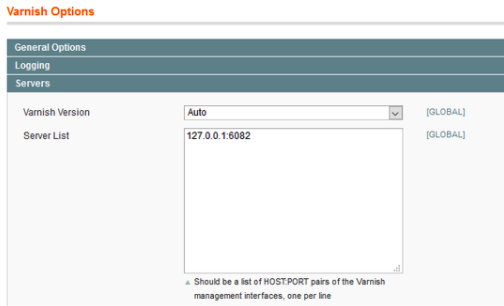 Varnish Options
General Options
Logging
Servers
Varnish Version Auto [GLOBAL]
Server List 127.0.0.1:6082 [GLOBAL]
Should be a list of HOST:PORT pairs of the Varnish
management interfaces, one per line